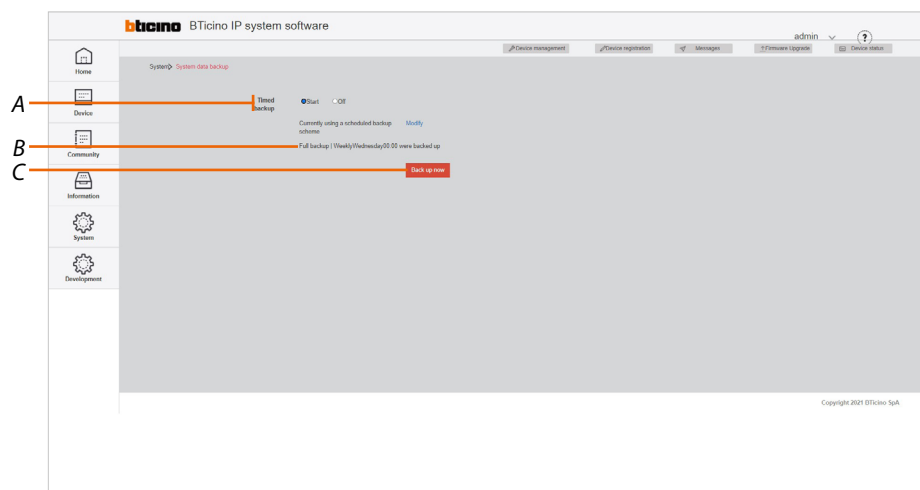 bticino BTicino IP system software
admin
?
Device management Device registration Messages Firmware Upgrade Device status
System> System data backup
Home
Device
Community
Information
System
Development
A
Timed
backup
Start Off
Currently using a scheduled backup
scheme
Modify
B
Full backup | WeeklyWednesday00:00 were backed up
C
Back up now
Copyright 2021 BTicino SpA